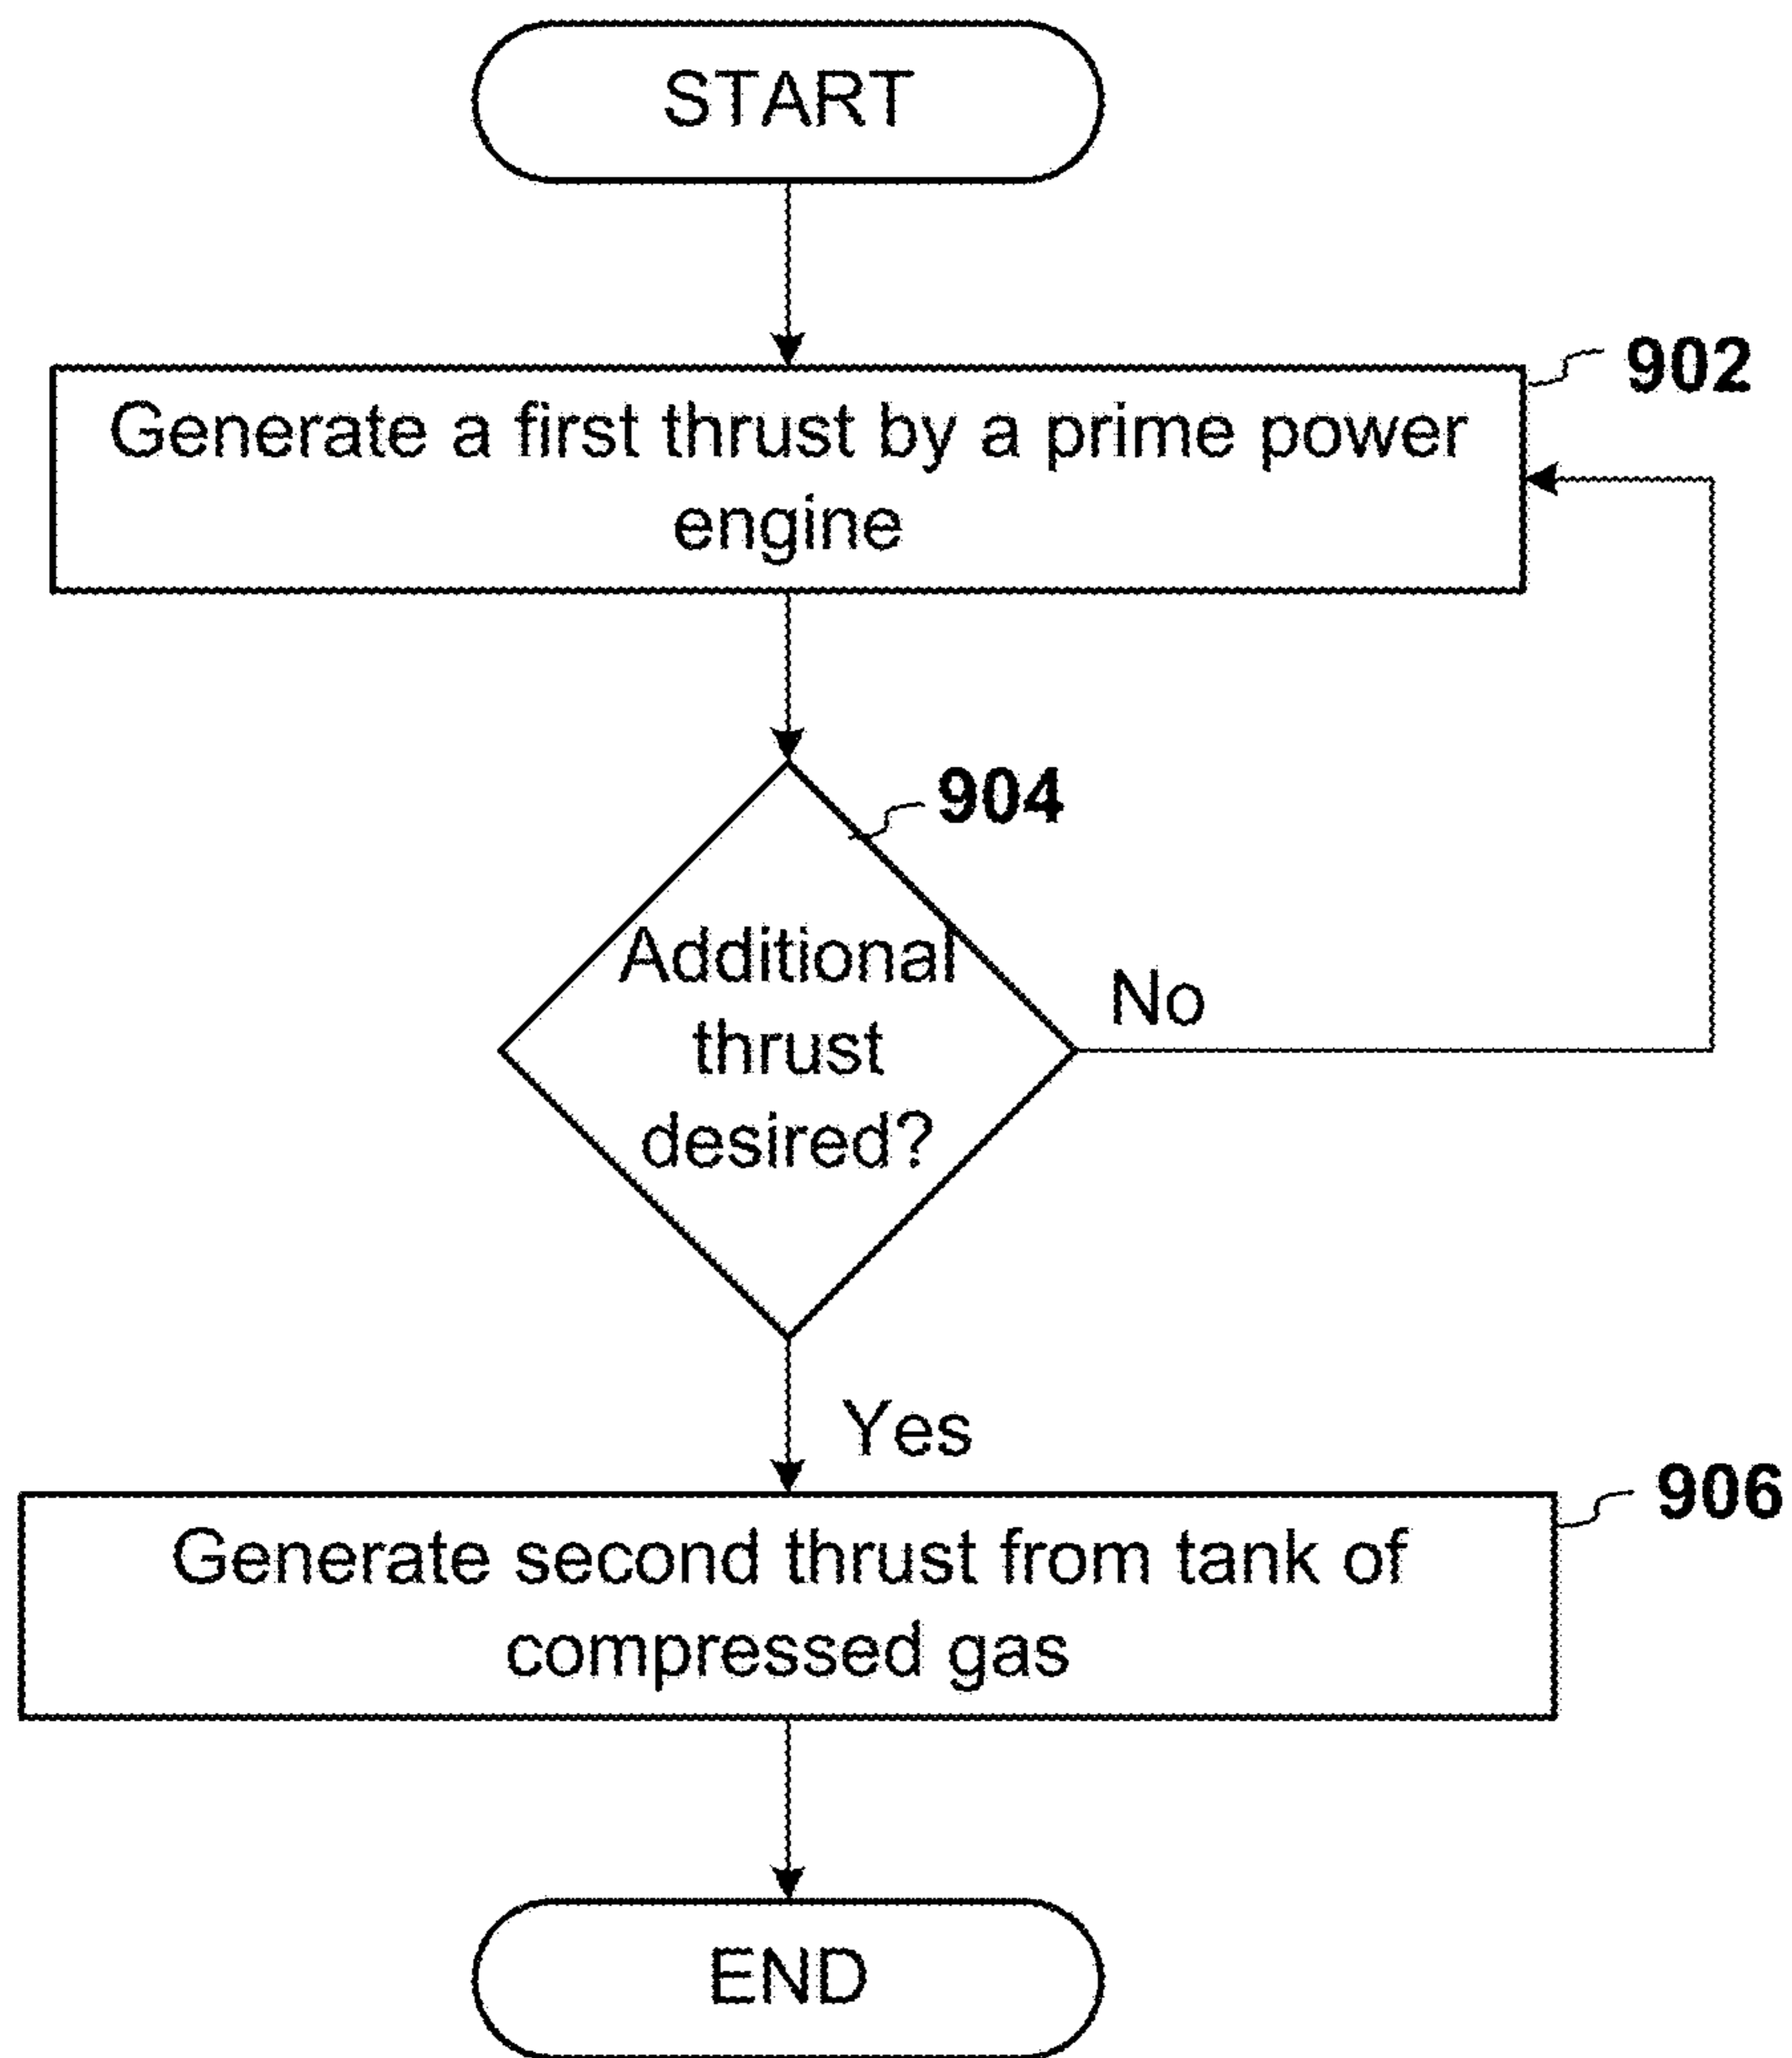 START
902
Generate a first thrust by a prime power
engine
904
Additional
thrust
desired?
No
Yes
906
Generate second thrust from tank of
compressed gas
END